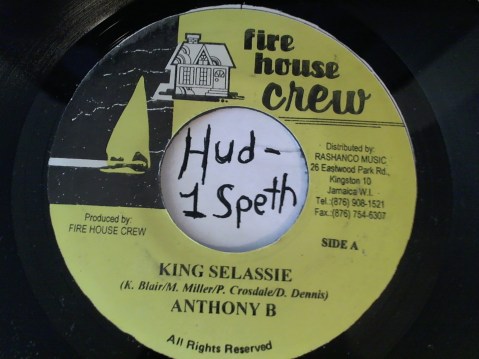 fire
house
crew
Hud-
1 Speth
Distributed by:
RASHANCO MUSIC
26 Eastwood Park Rd.,
Kingston 10
Jamaica W.I.
Tel.:(876) 908-1521
Fax.:(876) 754-6307
Produced by:
FIRE HOUSE CREW
SIDE A
KING SELASSIE
(K. Blair/M. Miller/P. Crosdale/D. Dennis)
ANTHONY B
All Rights Reserved